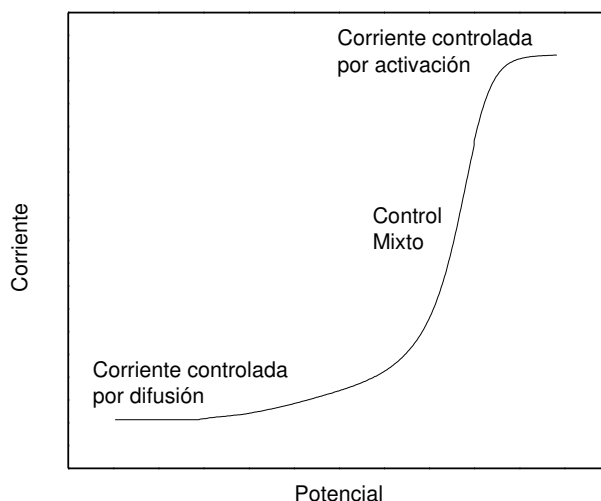 Corriente controlada
por activación
Control
Mixto
Corriente
Corriente controlada
por difusión
Potencial